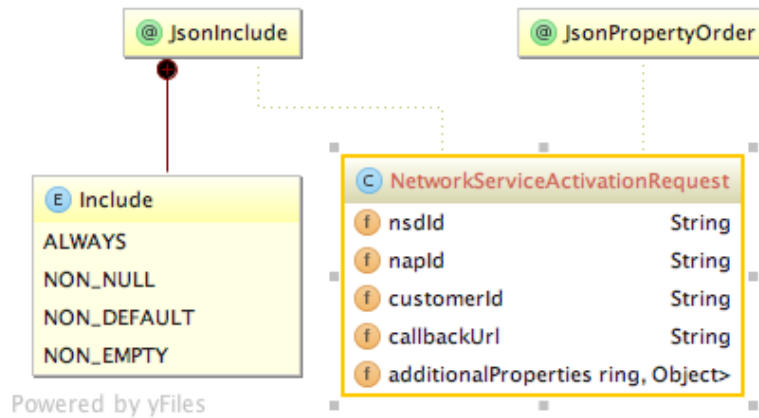 @ JsonInclude
@ JsonPropertyOrder
E Include
ALWAYS
NON_NULL
NON_DEFAULT
NON_EMPTY
C NetworkServiceActivationRequest
f nsdId String
f napId String
f customerId String
f callbackUrl String
f additionalProperties ring, Object>
Powered by yFiles